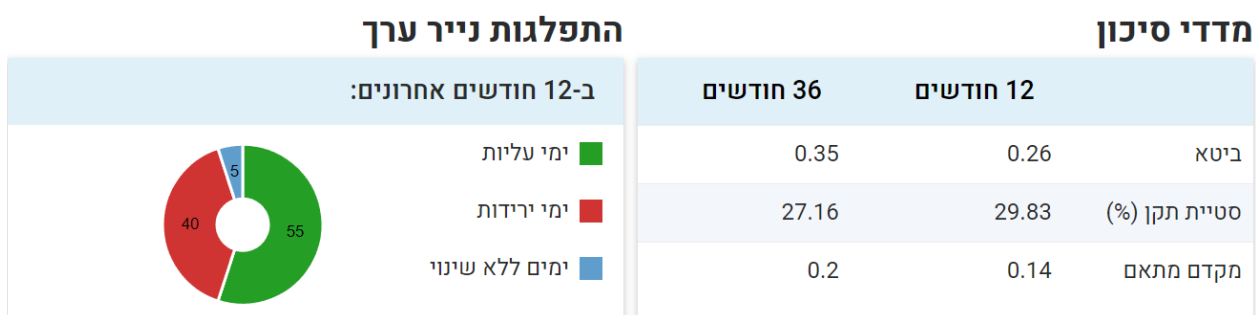 מדדי סיכון
12 חודשים 36 חודשים
ביטא 0.26 0.35
סטיית תקן (%) 29.83 27.16
מקדם מתאם 0.14 0.2
התפלגות נייר ערך
ב-12 חודשים אחרונים:
ימי עליות
ימי ירידות
ימים ללא שינוי
5
40
55